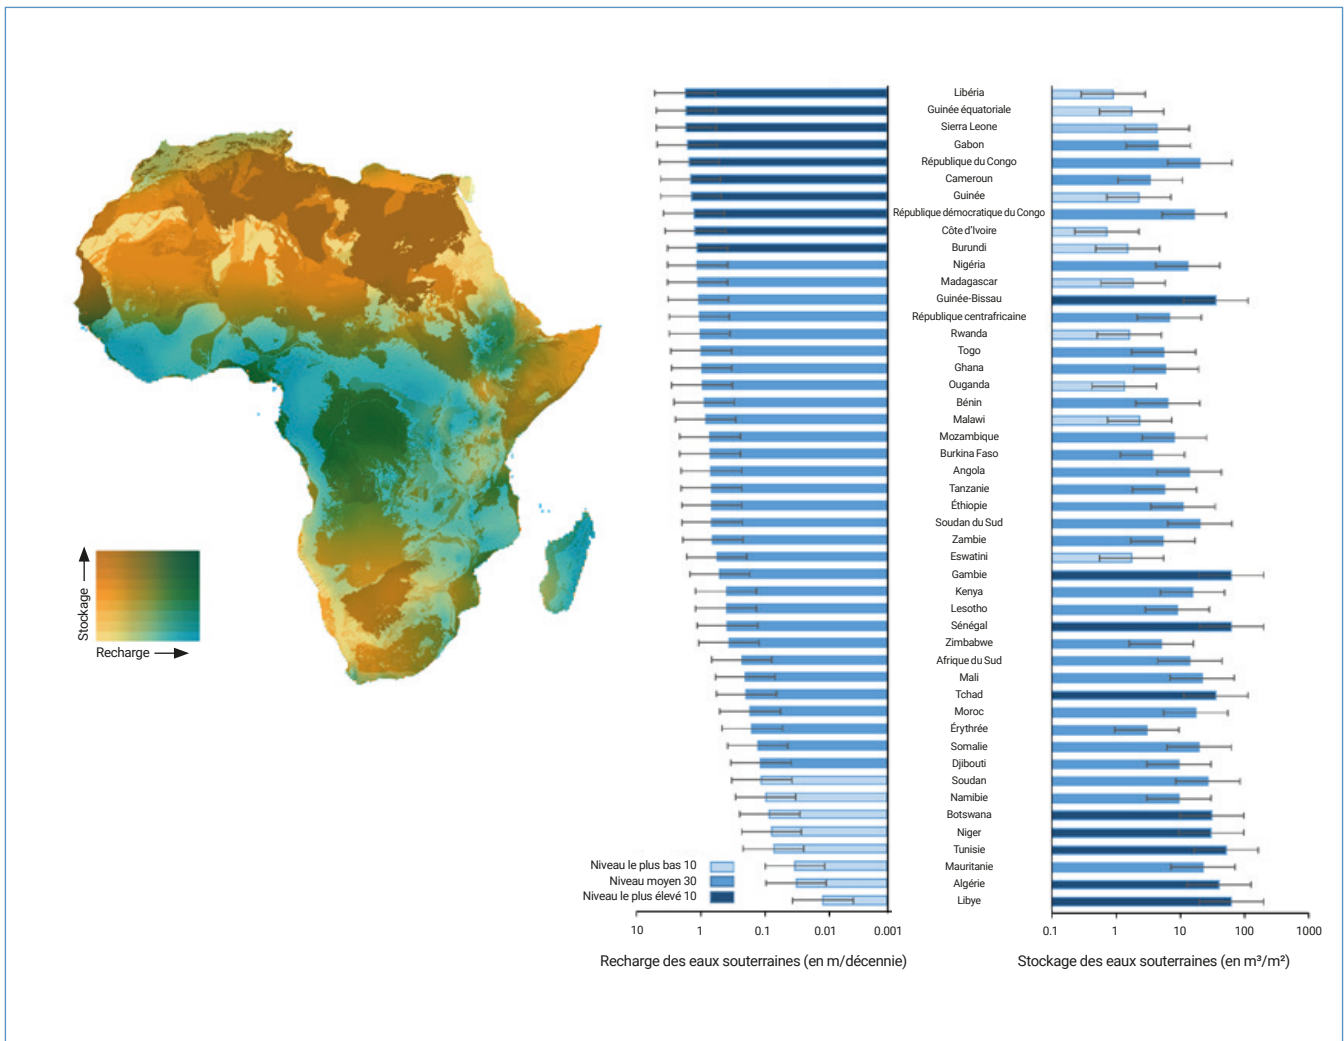 Libéria
Guinée équatoriale
Sierra Leone
Gabon
République du Congo
Cameroun
Guinée
République démocratique du Congo
Côte d'Ivoire
Burundi
Nigéria
Madagascar
Guinée-Bissau
République centrafricaine
Rwanda
Togo
Ghana
Ouganda
Bénin
Malawi
Mozambique
Burkina Faso
Angola
Tanzanie
Éthiopie
Soudan du Sud
Zambie
Eswatini
Gambie
Kenya
Lesotho
Sénégal
Zimbabwe
Afrique du Sud
Mali
Tchad
Moroc
Érythrée
Somalie
Djibouti
Soudan
Namibie
Botswana
Niger
Tunisie
Mauritanie
Algérie
Libye
Stockage
Recharge
Niveau le plus bas 10
Niveau moyen 30
Niveau le plus élevé 10
10 1 0.1 0.01 0.001
0.1 1 10 100 1000
Recharge des eaux souterraines (en m/décennie)
Stockage des eaux souterraines (en m³/m²)